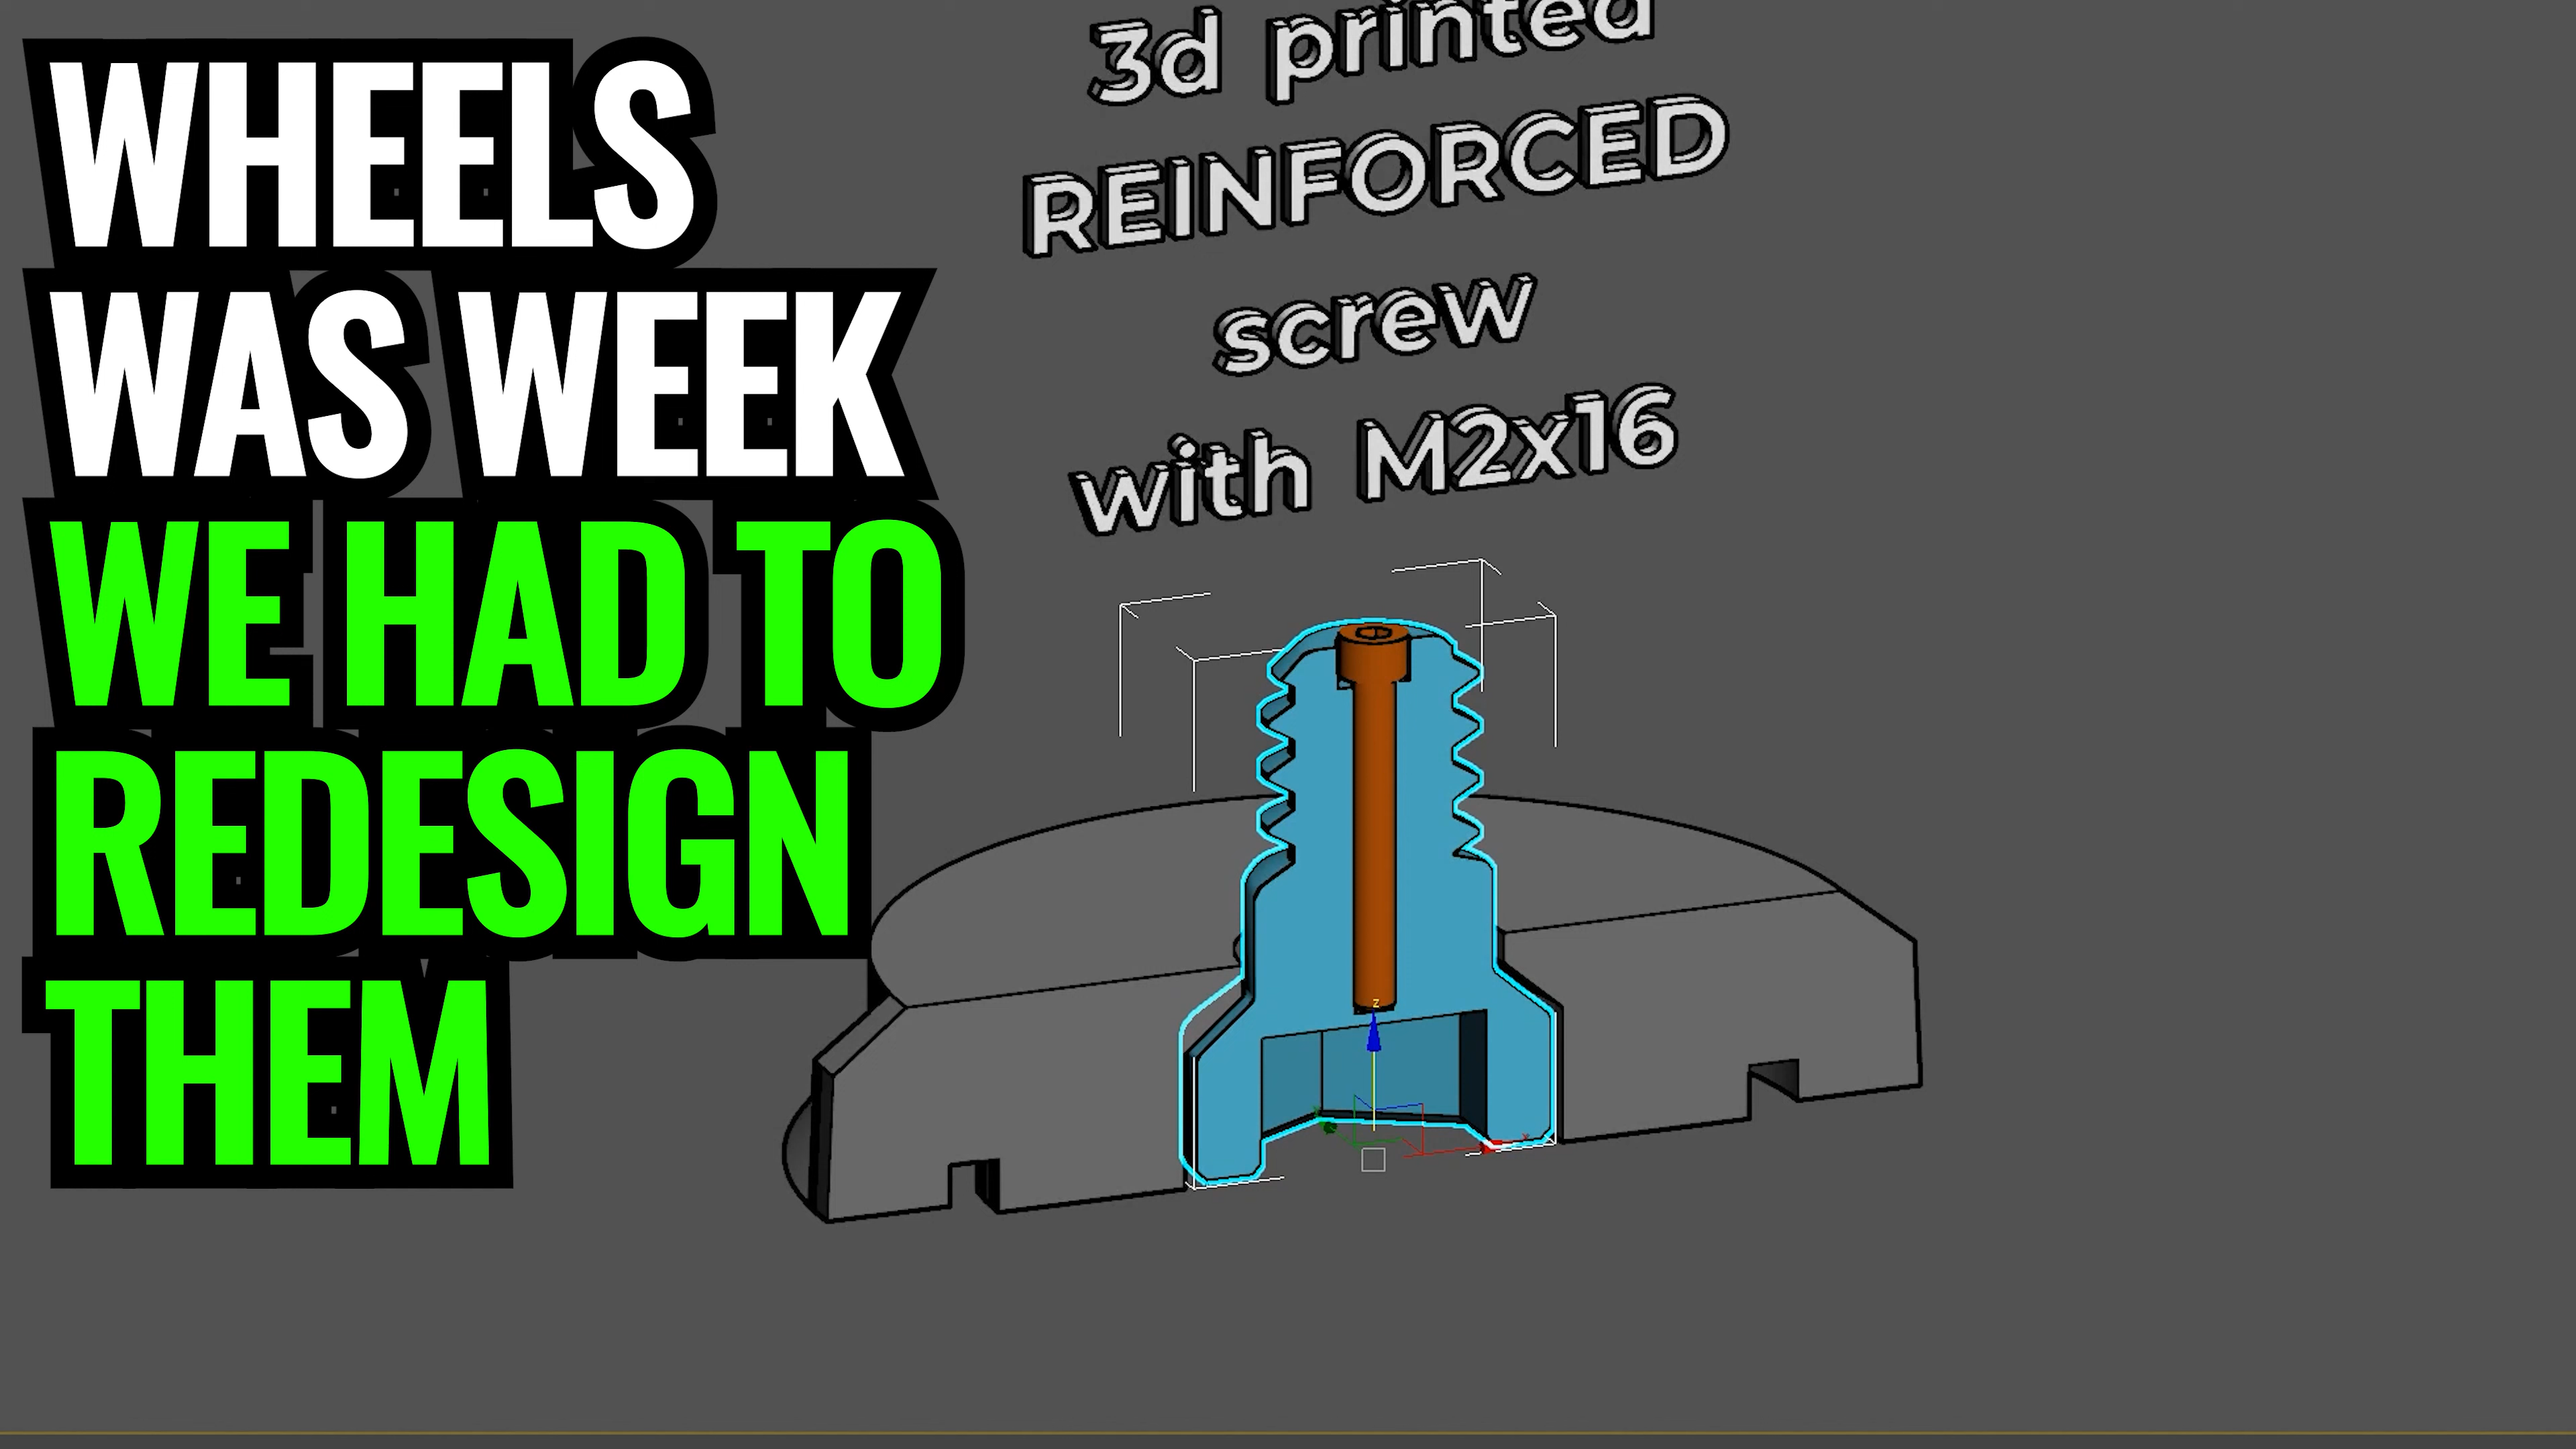 WHEELS
WAS WEEK
WE HAD TO
REDESIGN
THEM
3d printed
REINFORCED
screw
with M2x16
z
x